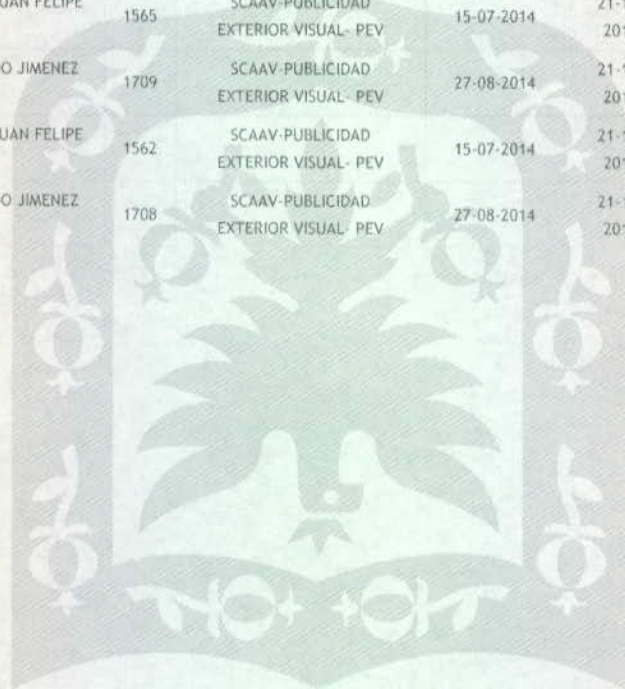 JUAN FELIPE 1565 SCAAV-PUBLICIDAD EXTERIOR VISUAL- PEV 15-07-2014
O JIMENEZ 1709 SCAAV-PUBLICIDAD EXTERIOR VISUAL- PEV 27-08-2014
UAN FELIPE 1562 SCAAV-PUBLICIDAD EXTERIOR VISUAL- PEV 15-07-2014
O JIMENEZ 1708 SCAAV-PUBLICIDAD EXTERIOR VISUAL- PEV 27-08-2014